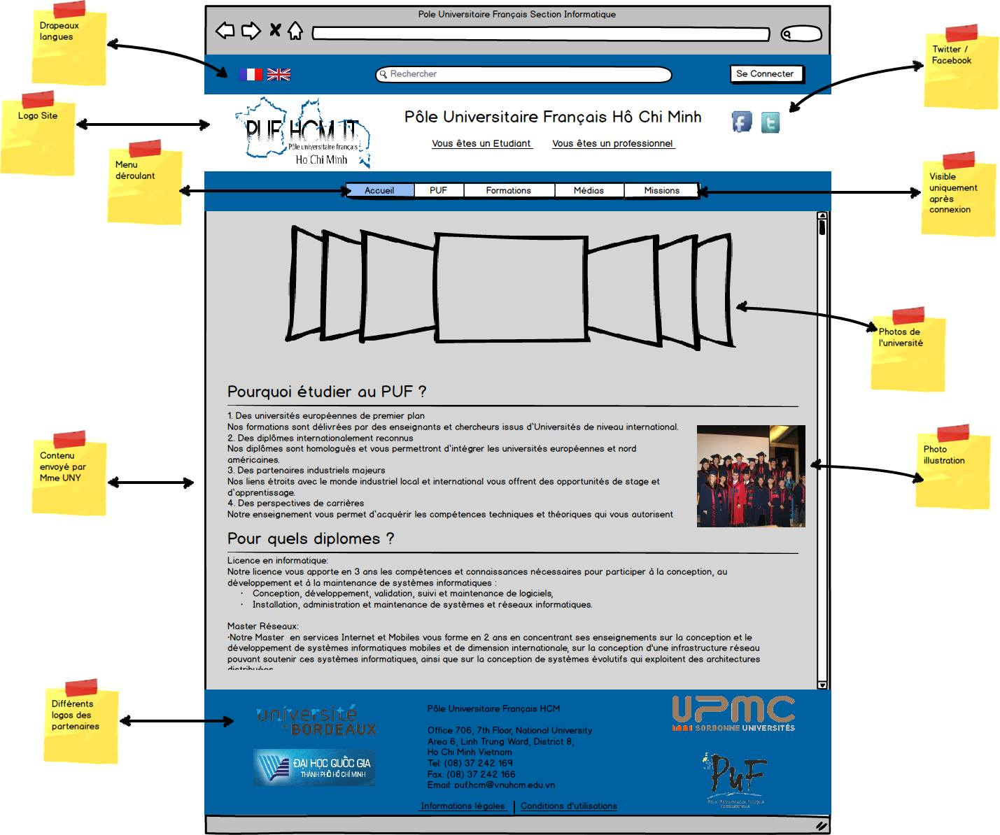 Pole Universitaire Français Section Informatique
Drapeaux
langues
Rechercher
Se Connecter
Twitter /
Facebook
Logo Site
PUF HCM IT
Pôle universitaire français
Ho Chi Minh
Pôle Universitaire Français Hô Chi Minh
Vous êtes un Etudiant
Vous êtes un professionnel
Menu
déroulant
Accueil
PUF
Formations
Médias
Missions
Visible
uniquement
après
connexion
Photos de
l'université
Pourquoi étudier au PUF ?
1. Des universités européennes de premier plan
Nos formations sont délivrées par des enseignants et chercheurs issus d`Universités de niveau international.
2. Des diplômes internationalement reconnus
Nos diplômes sont homologués et vous permettront d`intégrer les universités européennes et nord
américaines.
3. Des partenaires industriels majeurs
Nos liens étroits avec le monde industriel local et international vous offrent des opportunités de stage et
d`apprentissage.
4. Des perspectives de carrières
Notre enseignement vous permet d`acquérir les compétences techniques et théoriques qui vous autorisent
Contenu
envoyé par
Mme UNY
Photo
illustration
Pour quels diplomes ?
Licence en informatique:
Notre licence vous apporte en 3 ans les compétences et connaissances nécessaires pour participer à la conception, au
développement et à la maintenance de systèmes informatiques :
· Conception, développement, validation, suivi et maintenance de logiciels,
· Installation, administration et maintenance de systèmes et réseaux informatiques.
Master Réseaux:
·Notre Master en services Internet et Mobiles vous forme en 2 ans en concentrant ses enseignements sur la conception et le
développement de systèmes informatiques mobiles et de dimension internationale, sur la conception d'une infrastructure réseau
pouvant soutenir ces systèmes informatiques, ainsi que sur la conception de systèmes évolutifs qui exploitent des architectures
distribuées
Différents
logos des
partenaires
université
de BORDEAUX
ĐẠI HỌC QUỐC GIA
THÀNH PHỐ HỒ CHÍ MINH
Pôle Universitaire Français HCM
Office 706, 7th Floor, National University
Area 6, Linh Trung Ward, District 8,
Ho Chi Minh Vietnam
Tel: (08) 37 242 169
Fax: (08) 37 242 166
Email: puf.hcm@vnuhcm.edu.vn
UPMC
SORBONNE UNIVERSITÉS
PUF
Informations légales
Conditions d'utilisations